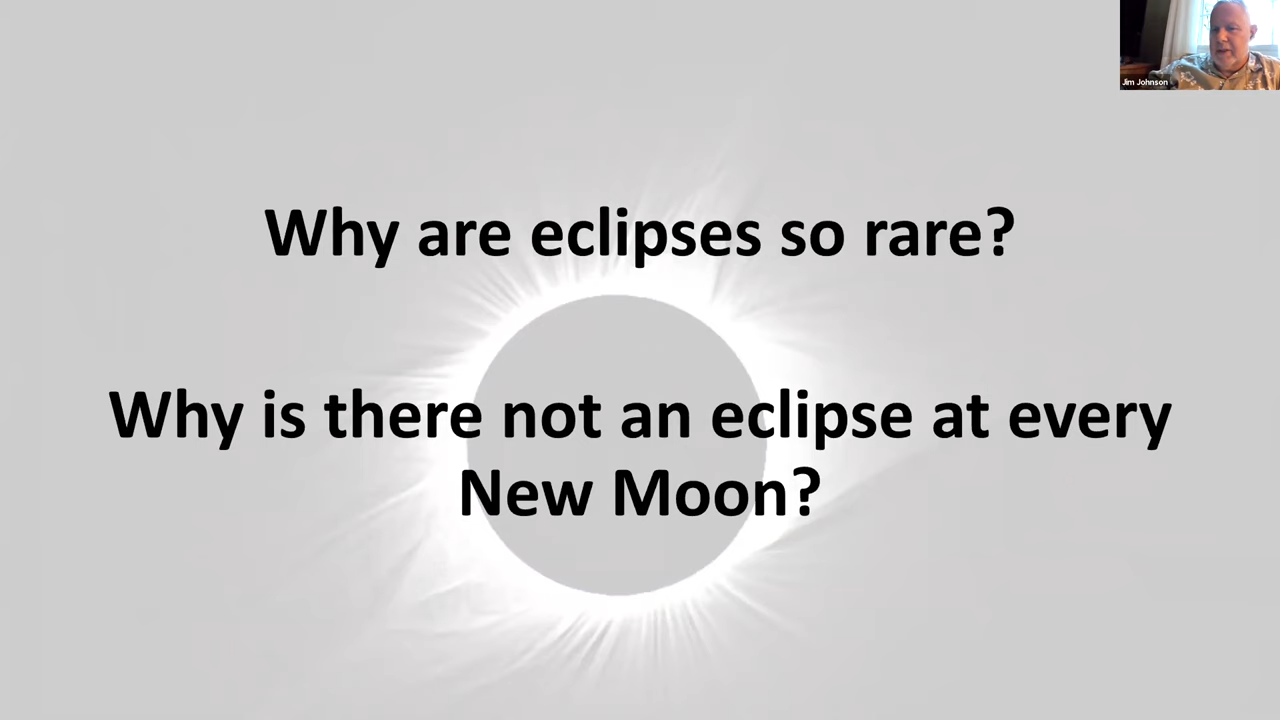 Jim Johnson
Why are eclipses so rare?
Why is there not an eclipse at every
New Moon?